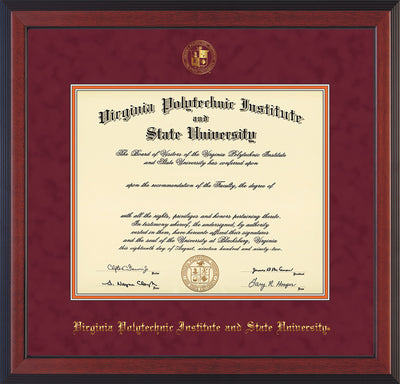 Virginia Polytechnic Institute
and
State University
The Board of Visitors of the Virginia Polytechnic Institute
and State University has conferred upon
upon the recommendation of the Faculty, the degree of
with all the rights, privileges and honors pertaining thereto.
In testimony whereof, the undersigned, by authority
vested in them, have hereunto affixed their signatures
and the seal of the University at Blacksburg, Virginia
this eighteenth day of August, nineteen hundred and ninety-two.
Virginia Polytechnic Institute and State University